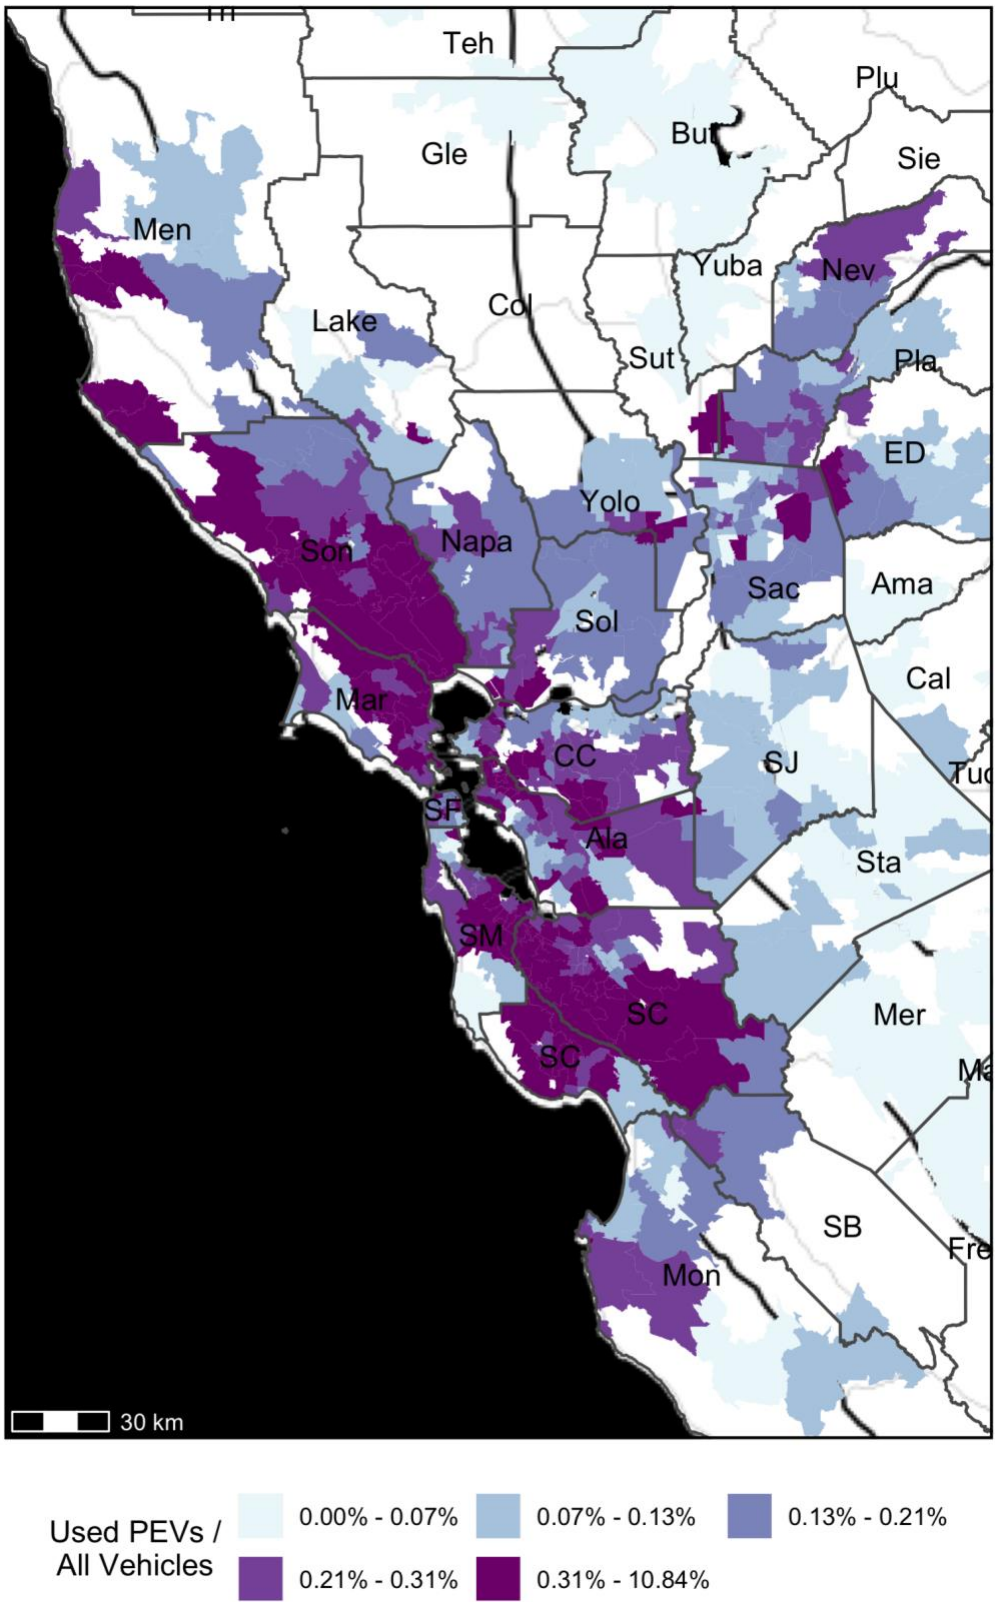 Teh
Plu
But
Gle
Sie
Men
Yuba
Nev
Col
Lake
Sut
Pla
ED
Yolo
Napa
Son
Sac
Ama
Sol
Cal
Mar
CC
SJ
Tuo
SF
Ala
Sta
SM
SC
Mer
SC
SB
Fre
Mon
30 km
Used PEVs /
All Vehicles
0.00% - 0.07%
0.07% - 0.13%
0.13% - 0.21%
0.21% - 0.31%
0.31% - 10.84%